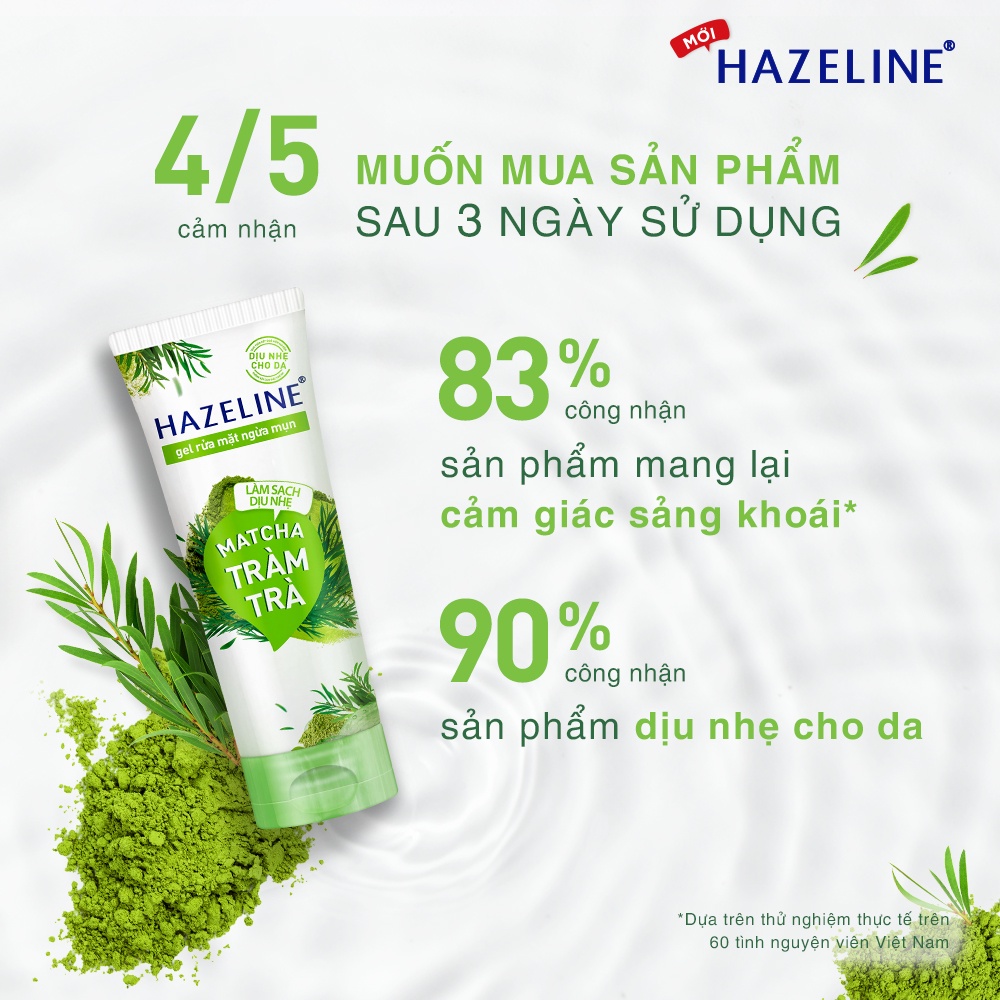 MỚI
HAZELINE®
4/5
cảm nhận
MUỐN MUA SẢN PHẨM
SAU 3 NGÀY SỬ DỤNG
DỊU NHẸ
CHO DA
HAZELINE®
gel rửa mặt ngừa mụn
LÀM SẠCH
DỊU NHẸ
MATCHA
TRÀM
TRÀ
83%
công nhận
sản phẩm mang lại
cảm giác sảng khoái*
90%
công nhận
sản phẩm dịu nhẹ cho da
*Dựa trên thử nghiệm thực tế trên
60 tình nguyện viên Việt Nam